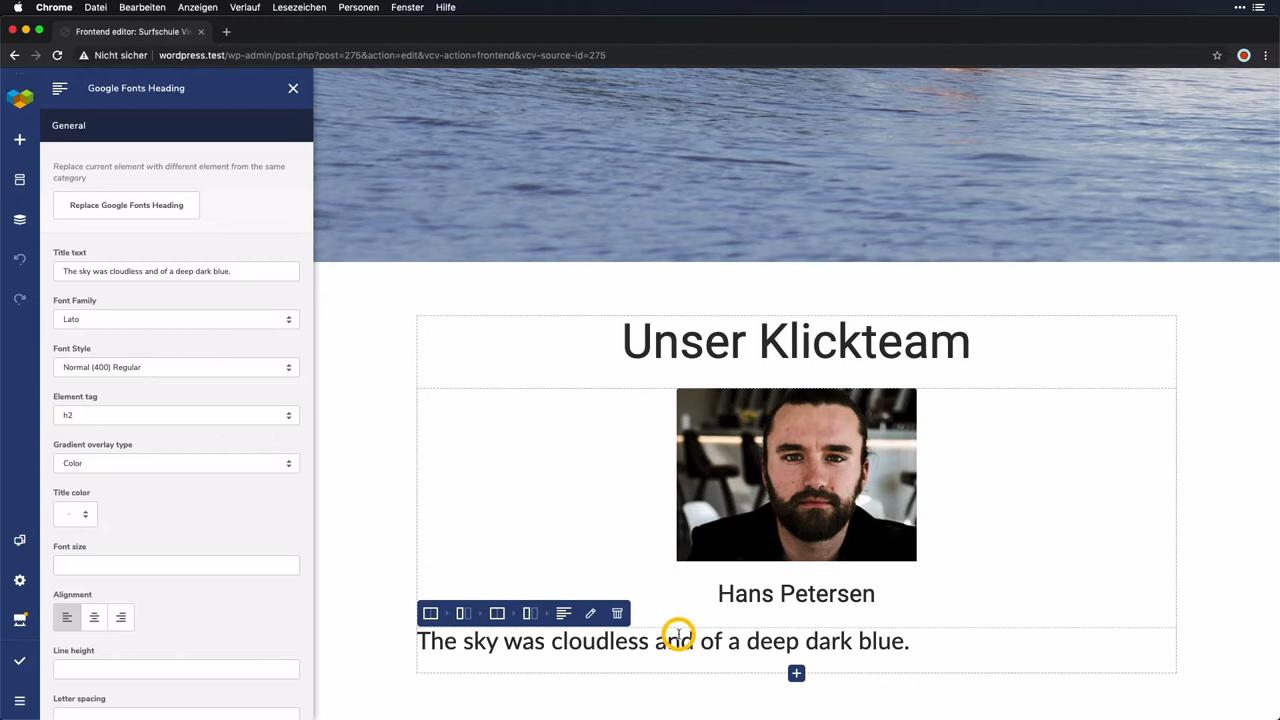 Chrome Datei Bearbeiten Anzeigen Verlauf Lesezeichen Personen Fenster Hilfe
Frontend editor: Surfschule Vi
Nicht sicher wordpress.test/wp-admin/post.php?post=275&action=edit&vcv-action=frontend&vcv-source-id=275
Google Fonts Heading
General
Replace current element with different element from the same
category
Replace Google Fonts Heading
Title text
The sky was cloudless and of a deep dark blue.
Font Family
Lato
Font Style
Normal (400) Regular
Element tag
h2
Gradient overlay type
Color
Title color
Font size
Alignment
Line height
Letter spacing
Unser Klickteam
Hans Petersen
The sky was cloudless and of a deep dark blue.